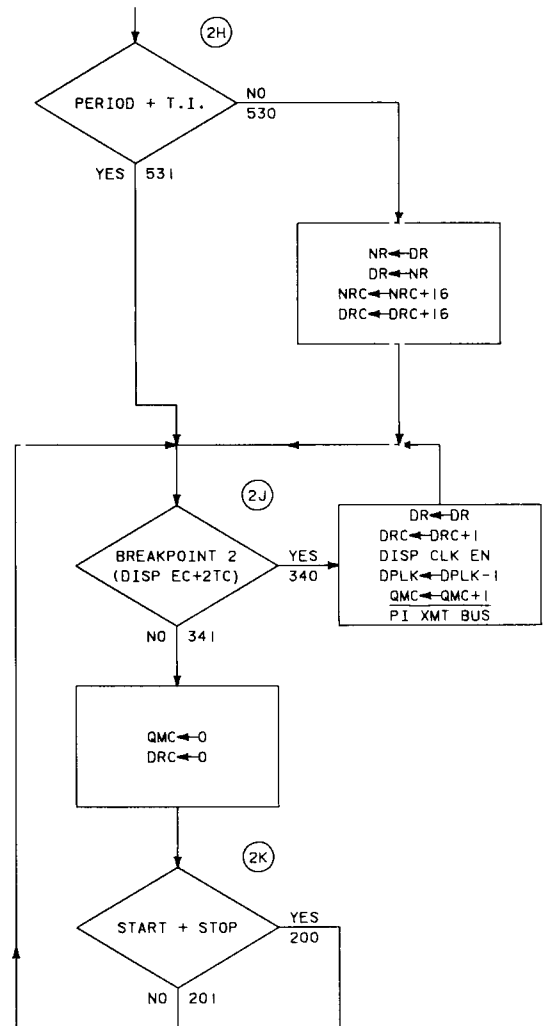 2H
PERIOD + T.I.
NO
530
YES 531
NR←DR
DR←NR
NRC←NRC+16
DRC←DRC+16
2J
BREAKPOINT 2
(DISP EC+2TC)
YES
340
DR←DR
DRC←DRC+1
DISP CLK EN
DPLK←DPLK-1
QMC←QMC+1
PI XMT BUS
NO 341
QMC←0
DRC←0
2K
START + STOP
YES
200
NO 201